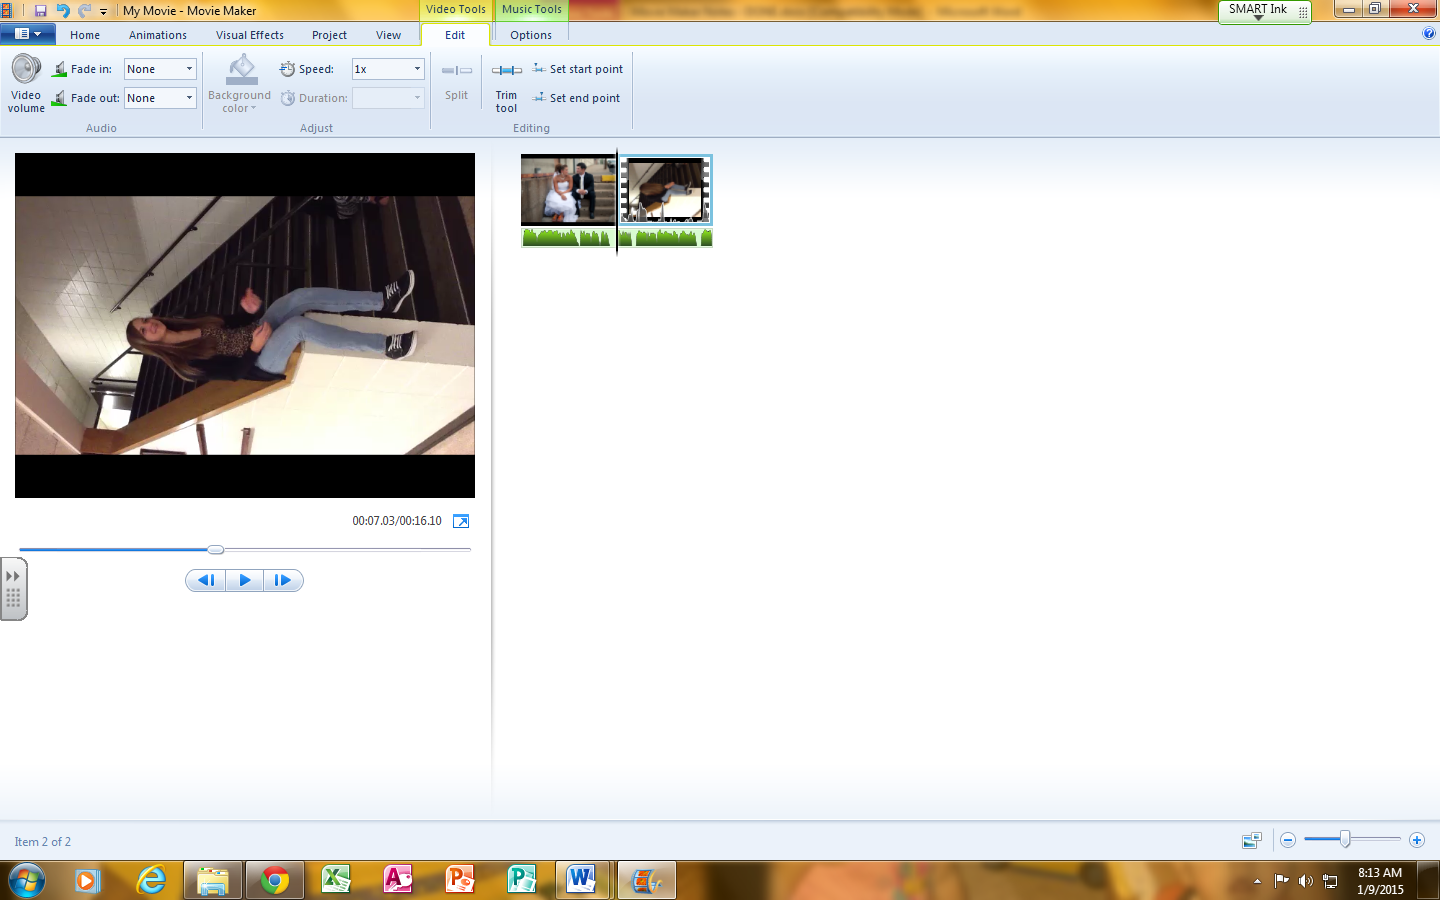 My Movie - Movie Maker
Video Tools
Music Tools
SMART Ink
Home
Animations
Visual Effects
Project
View
Edit
Options
Video volume
Fade in:
None
Fade out:
None
Audio
Background color
Speed:
1x
Duration:
Adjust
Split
Trim tool
Set start point
Set end point
Editing
00:07.03/00:16.10
Item 2 of 2
8:13 AM
1/9/2015